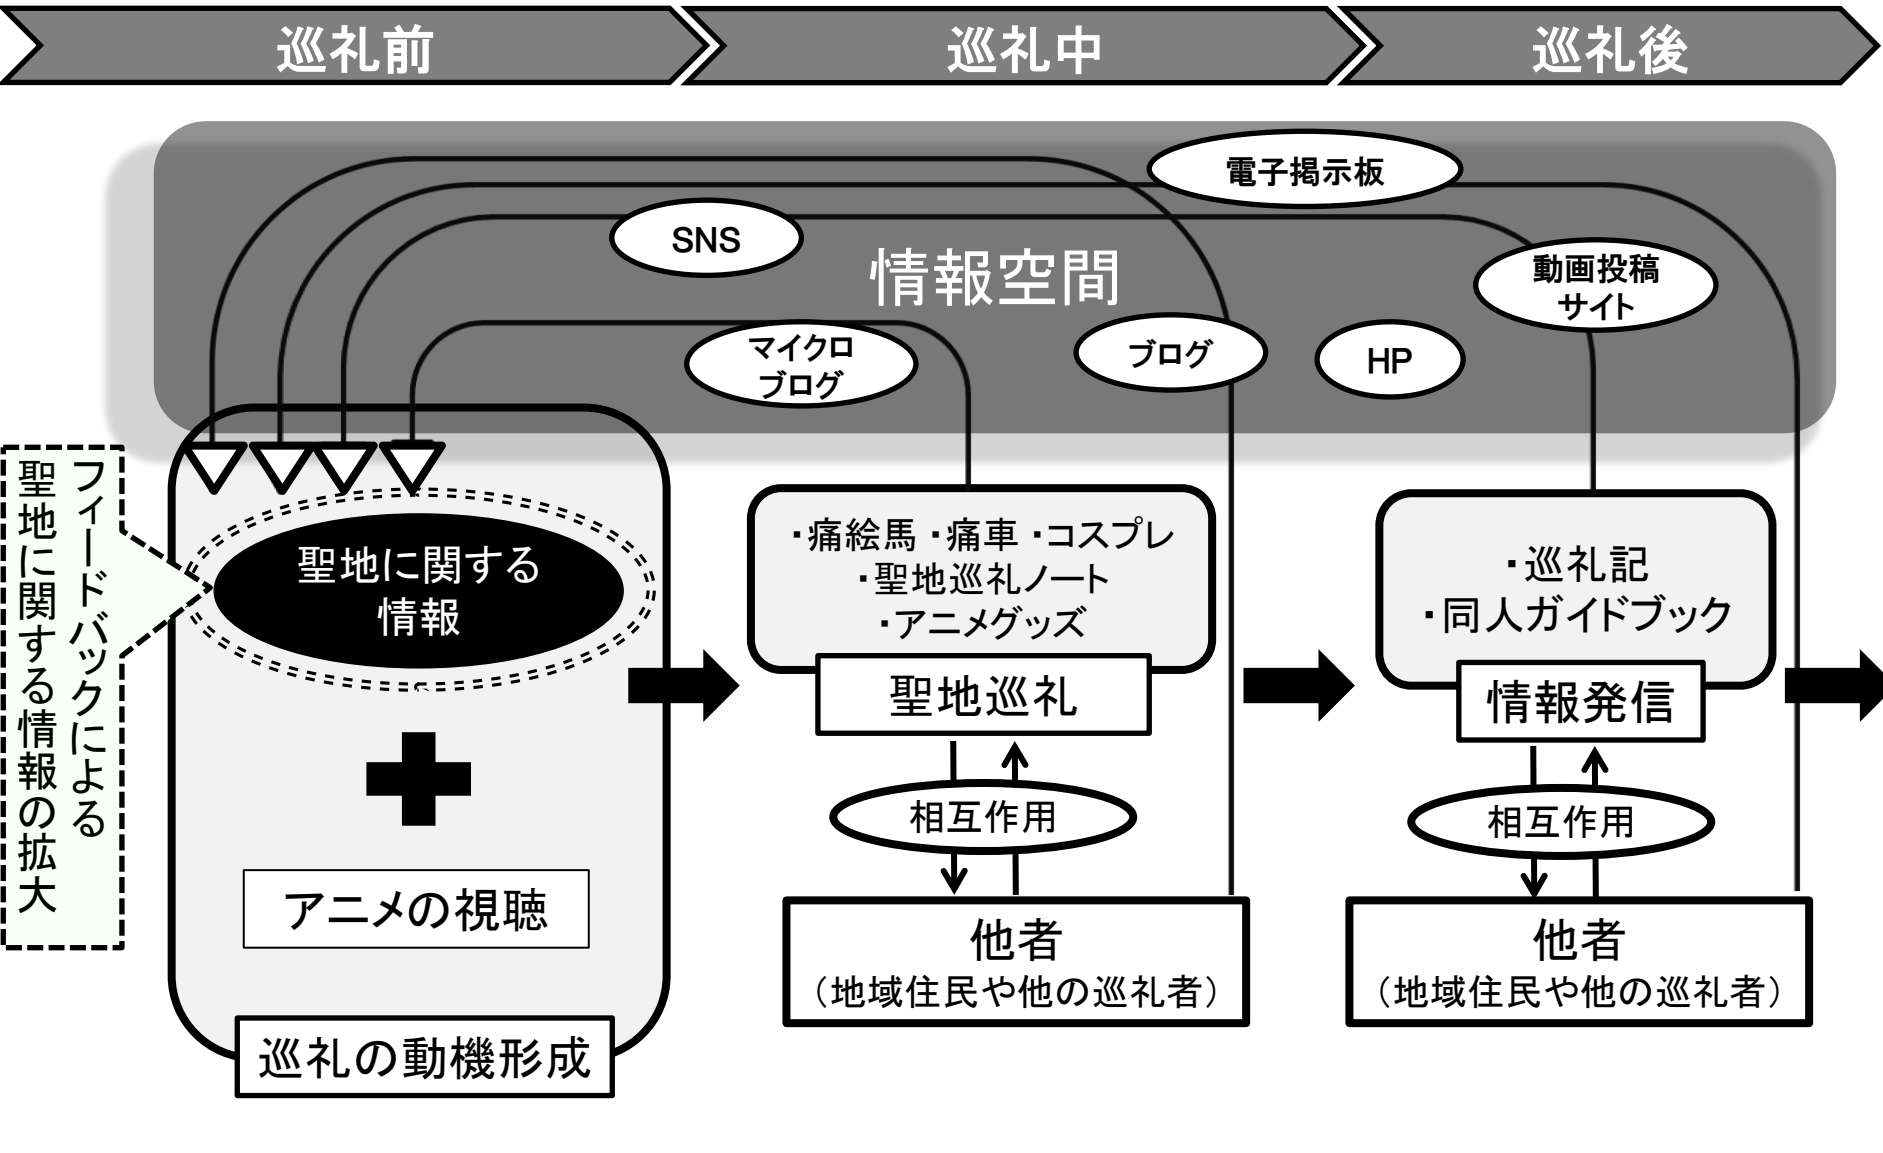 巡礼前
巡礼中
巡礼後
電子掲示板
SNS
情報空間
動画投稿
サイト
マイクロ
ブログ
ブログ
HP
フィードバックによる
聖地に関する情報の拡大
聖地に関する
情報
アニメの視聴
巡礼の動機形成
・痛絵馬・痛車・コスプレ
・聖地巡礼ノート
・アニメグッズ
聖地巡礼
相互作用
他者
（地域住民や他の巡礼者）
・巡礼記
・同人ガイドブック
情報発信
相互作用
他者
（地域住民や他の巡礼者）